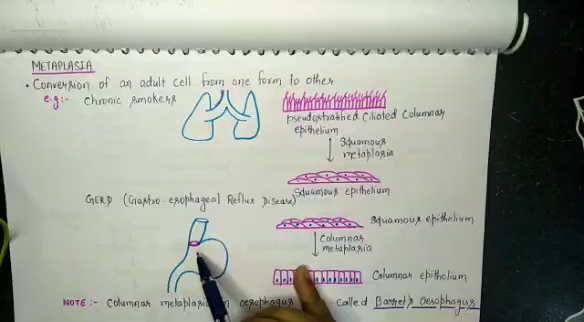 METAPLASIA
• Conversion of an adult cell from one form to other
e.g:- chronic smokers
pseudostratified ciliated columnar
epithelium
Squamous
metaplasia
Squamous epithelium
GERD (Gastro esophageal Reflux Disease)
Squamous epithelium
Columnar
metaplasia
Columnar epithelium
NOTE :- Columnar metaplasia in oesophagus called Barret's oesophagus